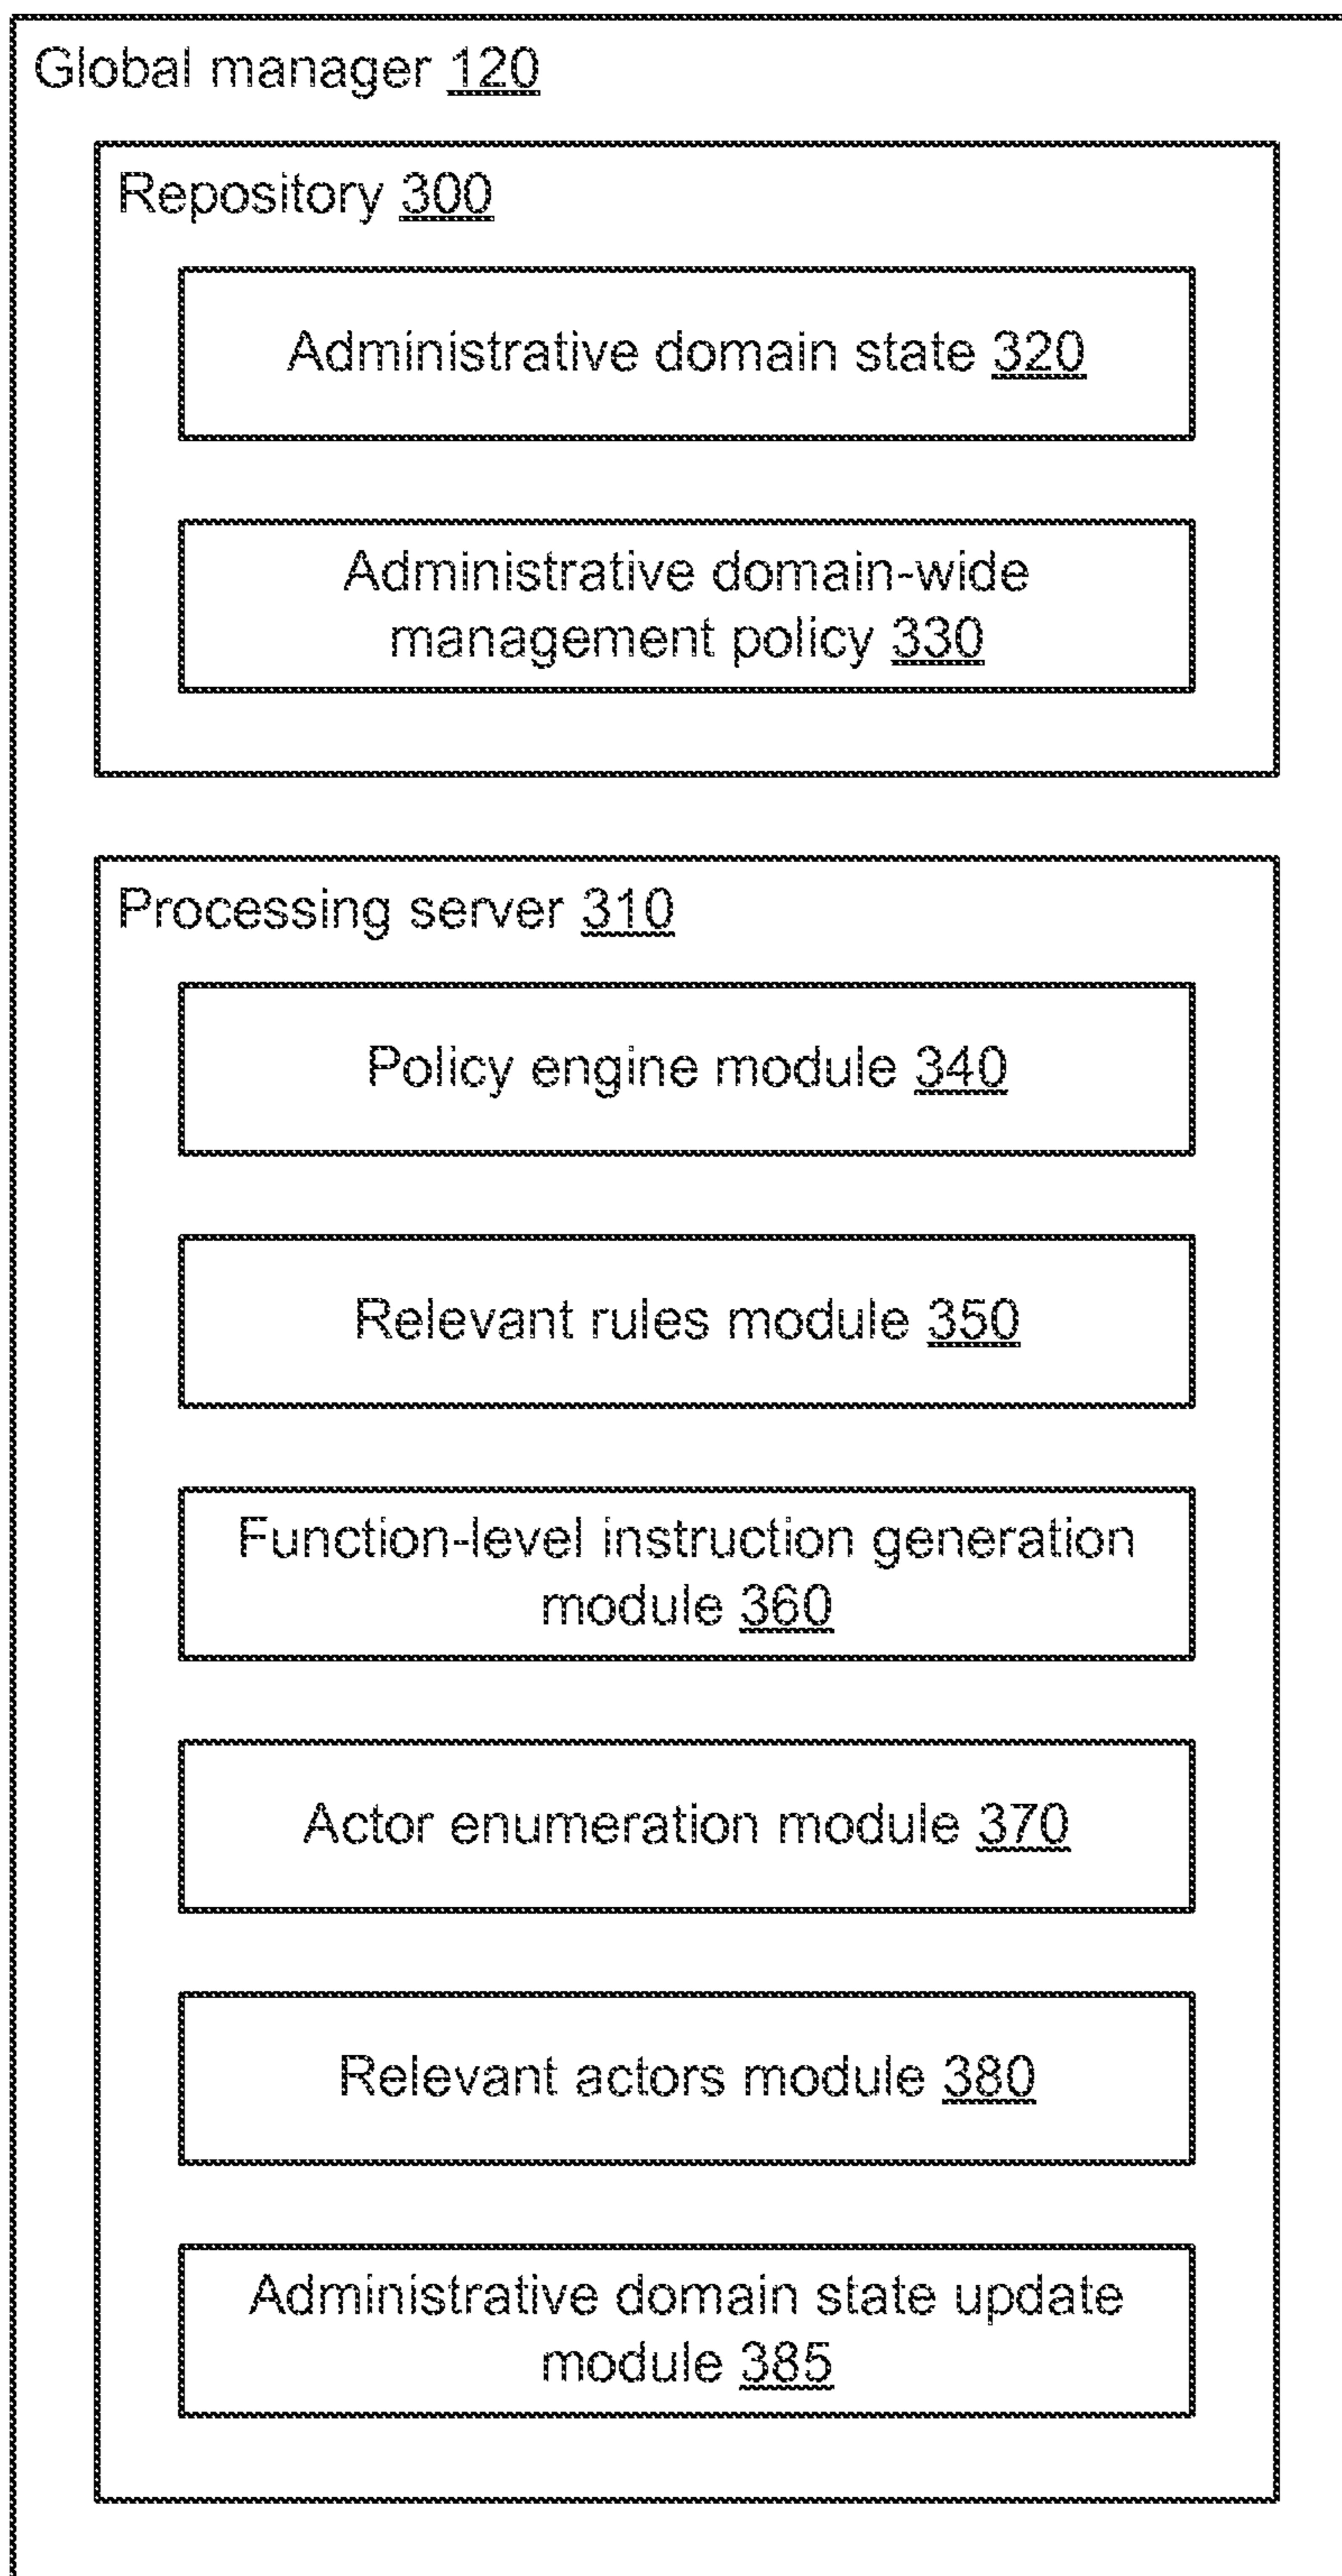 Global manager 120
Repository 300
Administrative domain state 320
Administrative domain-wide
management policy 330
Processing server 310
Policy engine module 340
Relevant rules module 350
Function-level instruction generation
module 360
Actor enumeration module 370
Relevant actors module 380
Administrative domain state update
module 385